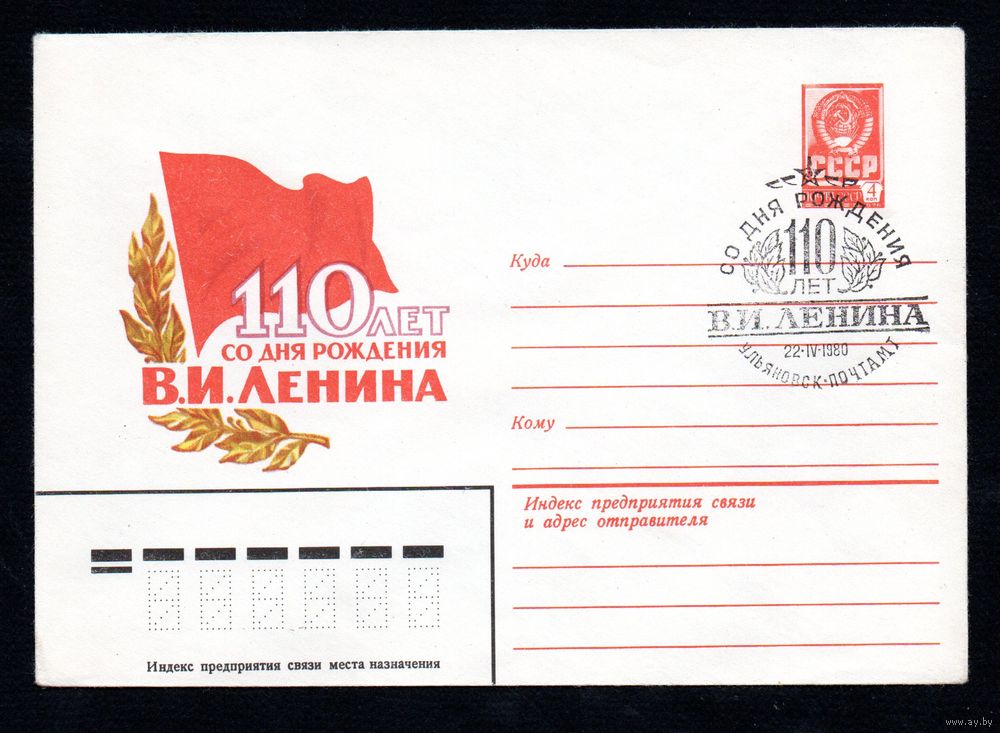 110 ЛЕТ
СО ДНЯ РОЖДЕНИЯ
В.И. ЛЕНИНА
СССР
4
КОП
СО ДНЯ РОЖДЕНИЯ
110
ЛЕТ
В.И. ЛЕНИНА
22·IV·1980
УЛЬЯНОВСК·ПОЧТАМТ
Куда
Кому
Индекс предприятия связи
и адрес отправителя
Индекс предприятия связи места назначения
www.ay.by